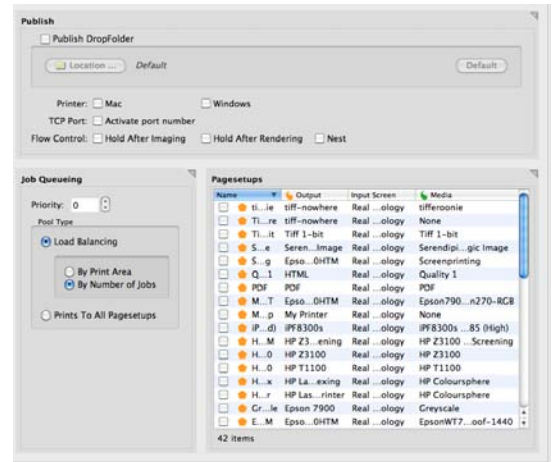 Publish
Publish DropFolder
Location ... Default Default
Printer: Mac Windows
TCP Port: Activate port number
Flow Control: Hold After Imaging Hold After Rendering Nest
Job Queueing
Priority: 0
Pool Type
Load Balancing
By Print Area
By Number of Jobs
Prints To All Pagesetups
Pagesetups
Name Output Input Screen Media
ti...ie tiff-nowhere Real ...ology tifferoonie
Ti...re tiff-nowhere Real ...ology None
Ti...it Tiff 1-bit Real ...ology Tiff 1-bit
S...e Seren...Image Real ...ology Serendipi...gic Image
S...g Epso...0HTM Real ...ology Screenprinting
Q...1 HTML Real ...ology Quality 1
PDF PDF Real ...ology PDF
M...T Epso...0HTM Real ...ology Epson790...n270-RGB
M...p My Printer Real ...ology None
iP...d) iPF8300s Real ...ology iPF8300s ...85 (High)
H...M HP Z3...ening Real ...ology HP Z3100 ...Screening
H...0 HP Z3100 Real ...ology HP Z3100
H...0 HP T1100 Real ...ology HP T1100
H...x HP La...exing Real ...ology HP Coloursphere
H...r HP Las...rinter Real ...ology HP Coloursphere
Gr...le Epson 7900 Real ...ology Greyscale
E...M Epso...0HTM Real ...ology EpsonWT7...oof-1440
42 items